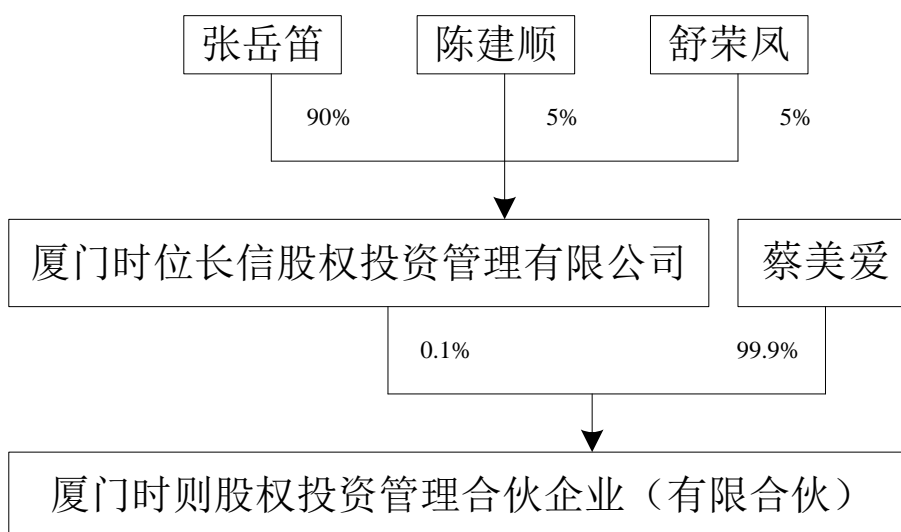 张岳笛 陈建顺 舒荣凤
90% 5% 5%
厦门时位长信股权投资管理有限公司 蔡美爱
0.1% 99.9%
厦门时则股权投资管理合伙企业（有限合伙）